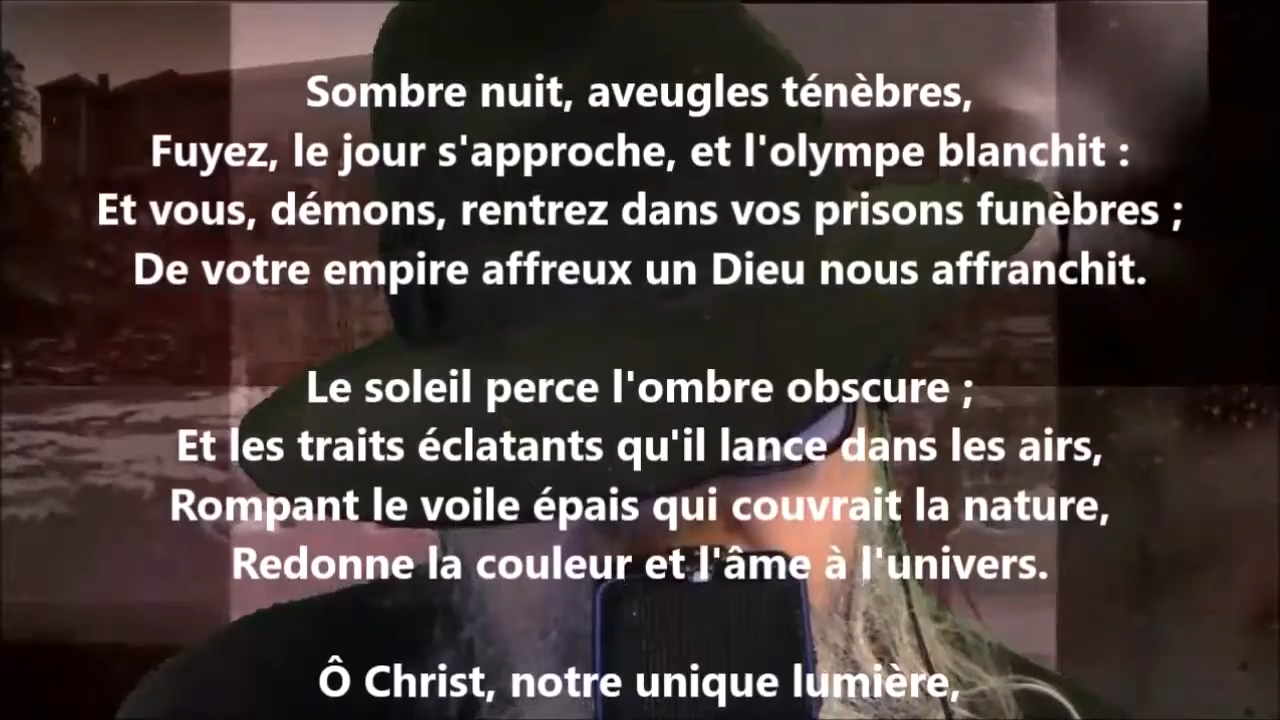 Sombre nuit, aveugles ténèbres,
Fuyez, le jour s'approche, et l'olympe blanchit :
Et vous, démons, rentrez dans vos prisons funèbres ;
De votre empire affreux un Dieu nous affranchit.
Le soleil perce l'ombre obscure ;
Et les traits éclatants qu'il lance dans les airs,
Rompant le voile épais qui couvrait la nature,
Redonne la couleur et l'âme à l'univers.
Ô Christ, notre unique lumière,